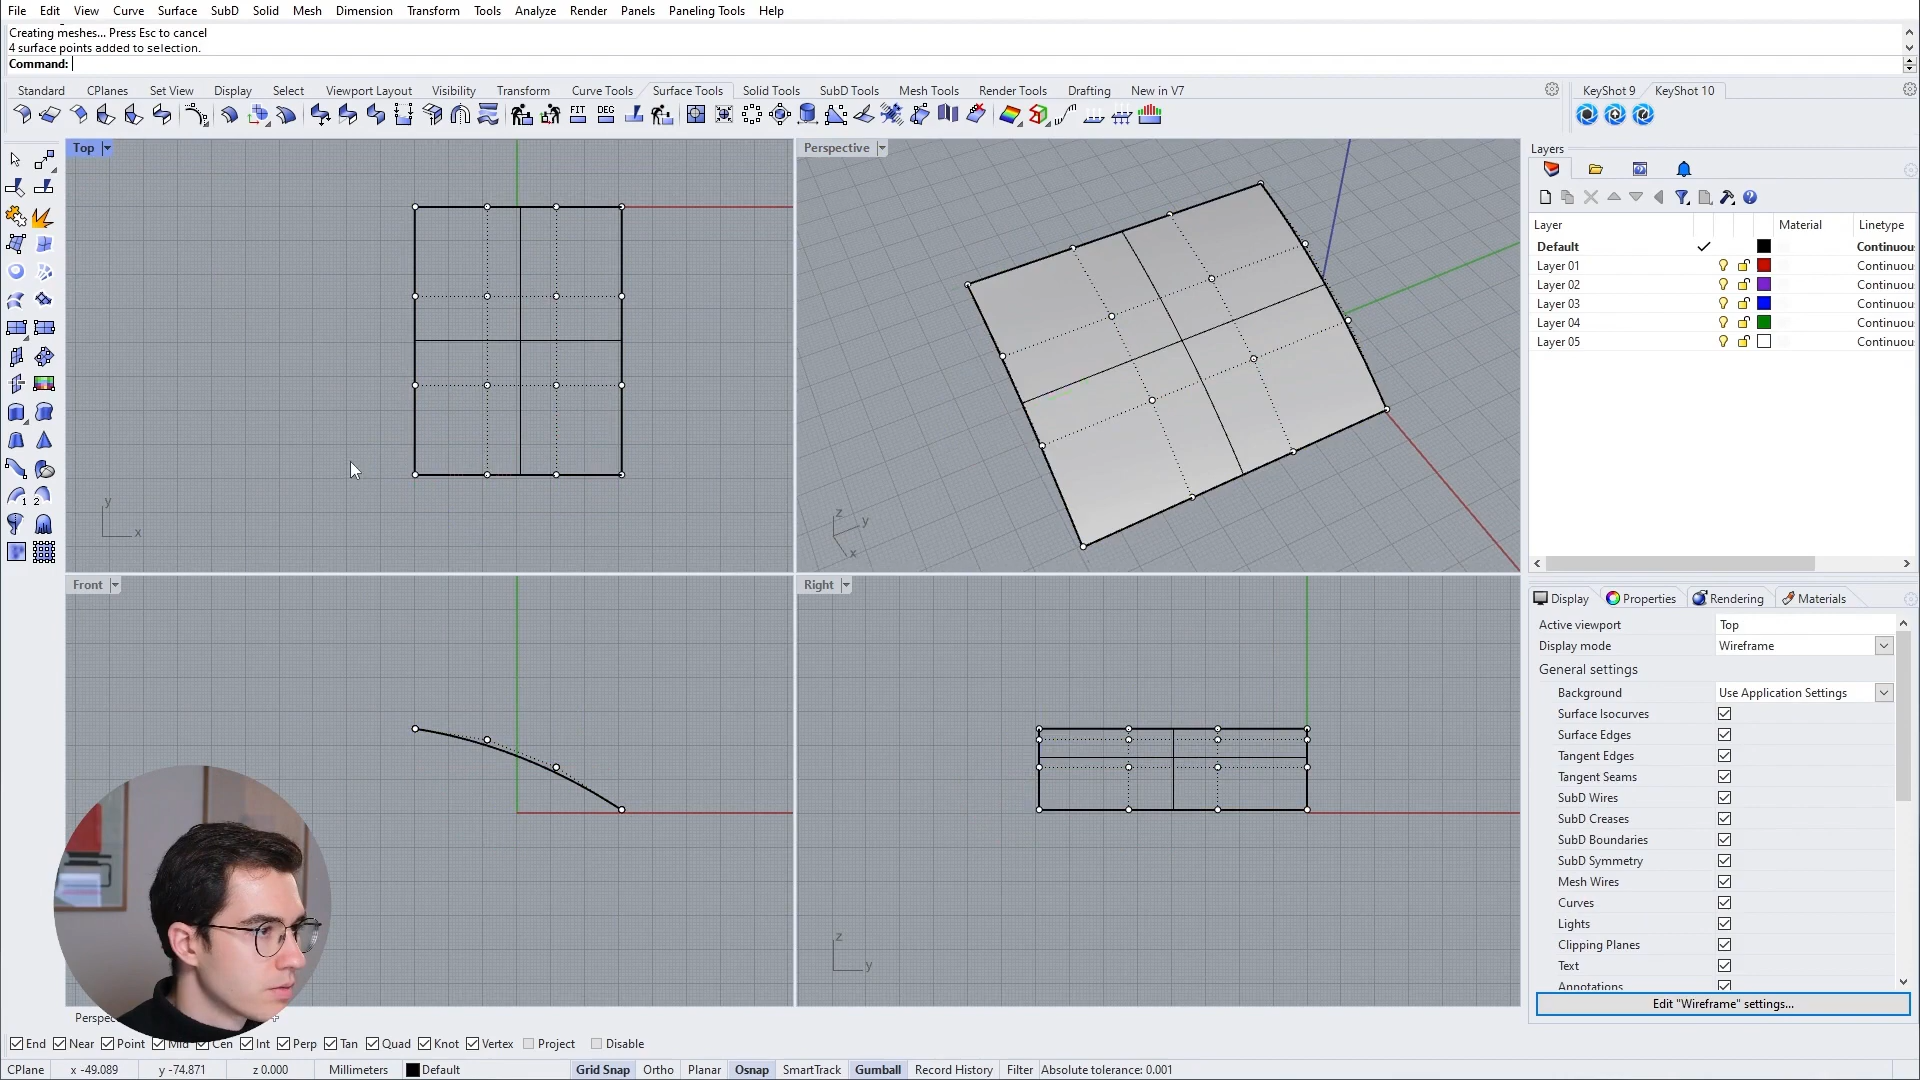 File Edit View Curve Surface SubD Solid Mesh Dimension Transform Tools Analyze Render Panels Paneling Tools Help
Creating meshes... Press Esc to cancel
4 surface points added to selection.
Command:
Standard CPlanes Set View Display Select Viewport Layout Visibility Transform Curve Tools Surface Tools Solid Tools SubD Tools Mesh Tools Render Tools Drafting New in V7
KeyShot 9 KeyShot 10
FIT DEG
Top
Perspective
Layers
Layer Material Linetype
Default Continuou
Layer 01 Continuou
Layer 02 Continuou
Layer 03 Continuou
Layer 04 Continuou
Layer 05 Continuou
1 2
y
x
z
y
x
Front
Right
z
y
Display Properties Rendering Materials
Active viewport Top
Display mode Wireframe
General settings
Background Use Application Settings
Surface Isocurves
Surface Edges
Tangent Edges
Tangent Seams
SubD Wires
SubD Creases
SubD Boundaries
SubD Symmetry
Mesh Wires
Curves
Lights
Clipping Planes
Text
Annotations
Edit "Wireframe" settings...
Perspec
End Near Point Mid Cen Int Perp Tan Quad Knot Vertex Project Disable
CPlane x -49.089 y -74.871 z 0.000 Millimeters Default Grid Snap Ortho Planar Osnap SmartTrack Gumball Record History Filter Absolute tolerance: 0.001